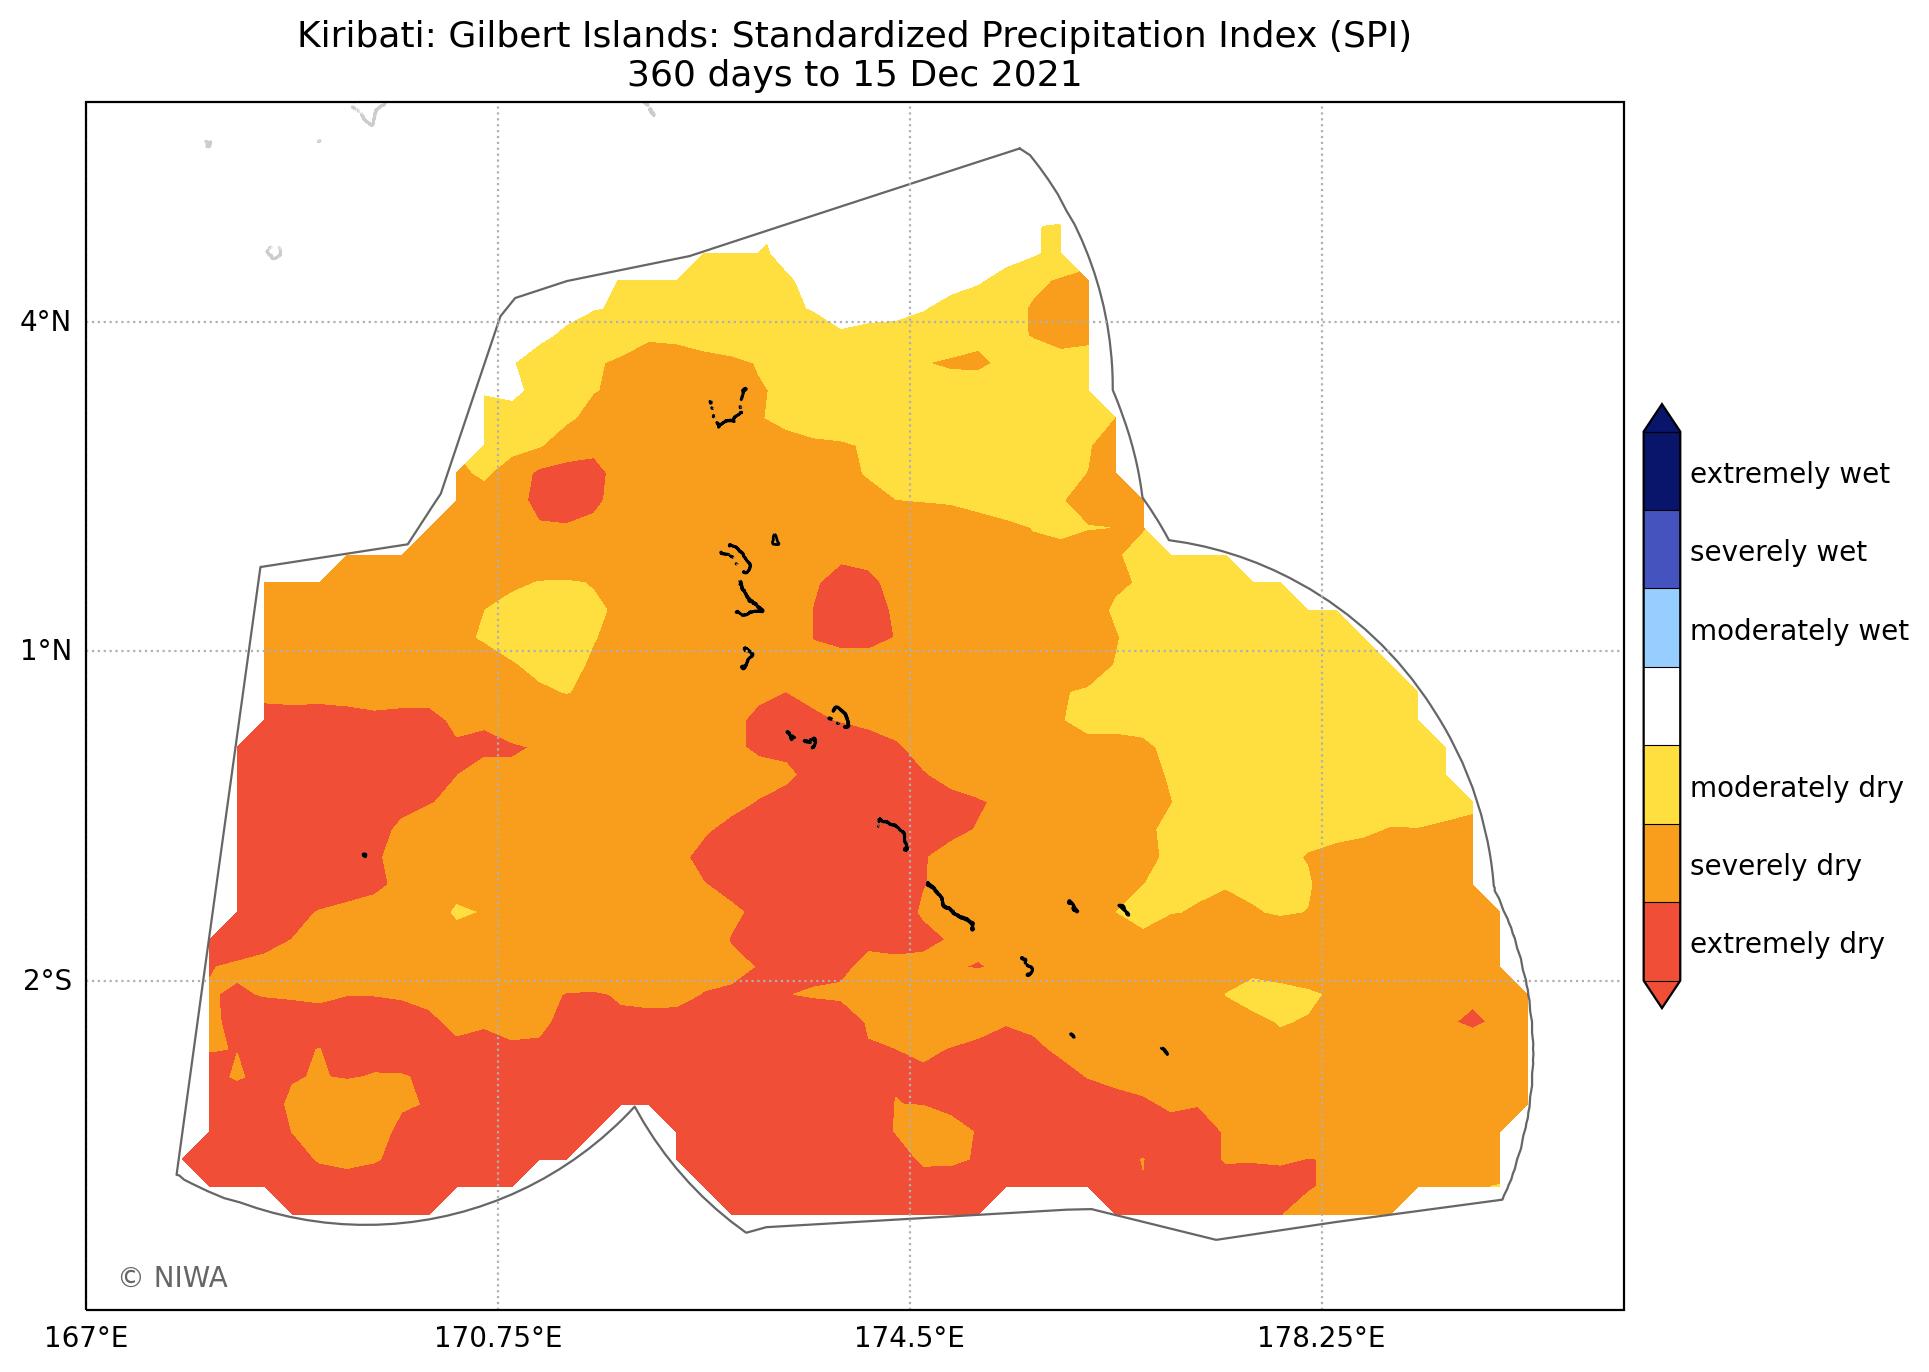 Kiribati: Gilbert Islands: Standardized Precipitation Index (SPI)
360 days to 15 Dec 2021
4°N
1°N
2°S
167°E
170.75°E
174.5°E
178.25°E
extremely wet
severely wet
moderately wet
moderately dry
severely dry
extremely dry
© NIWA